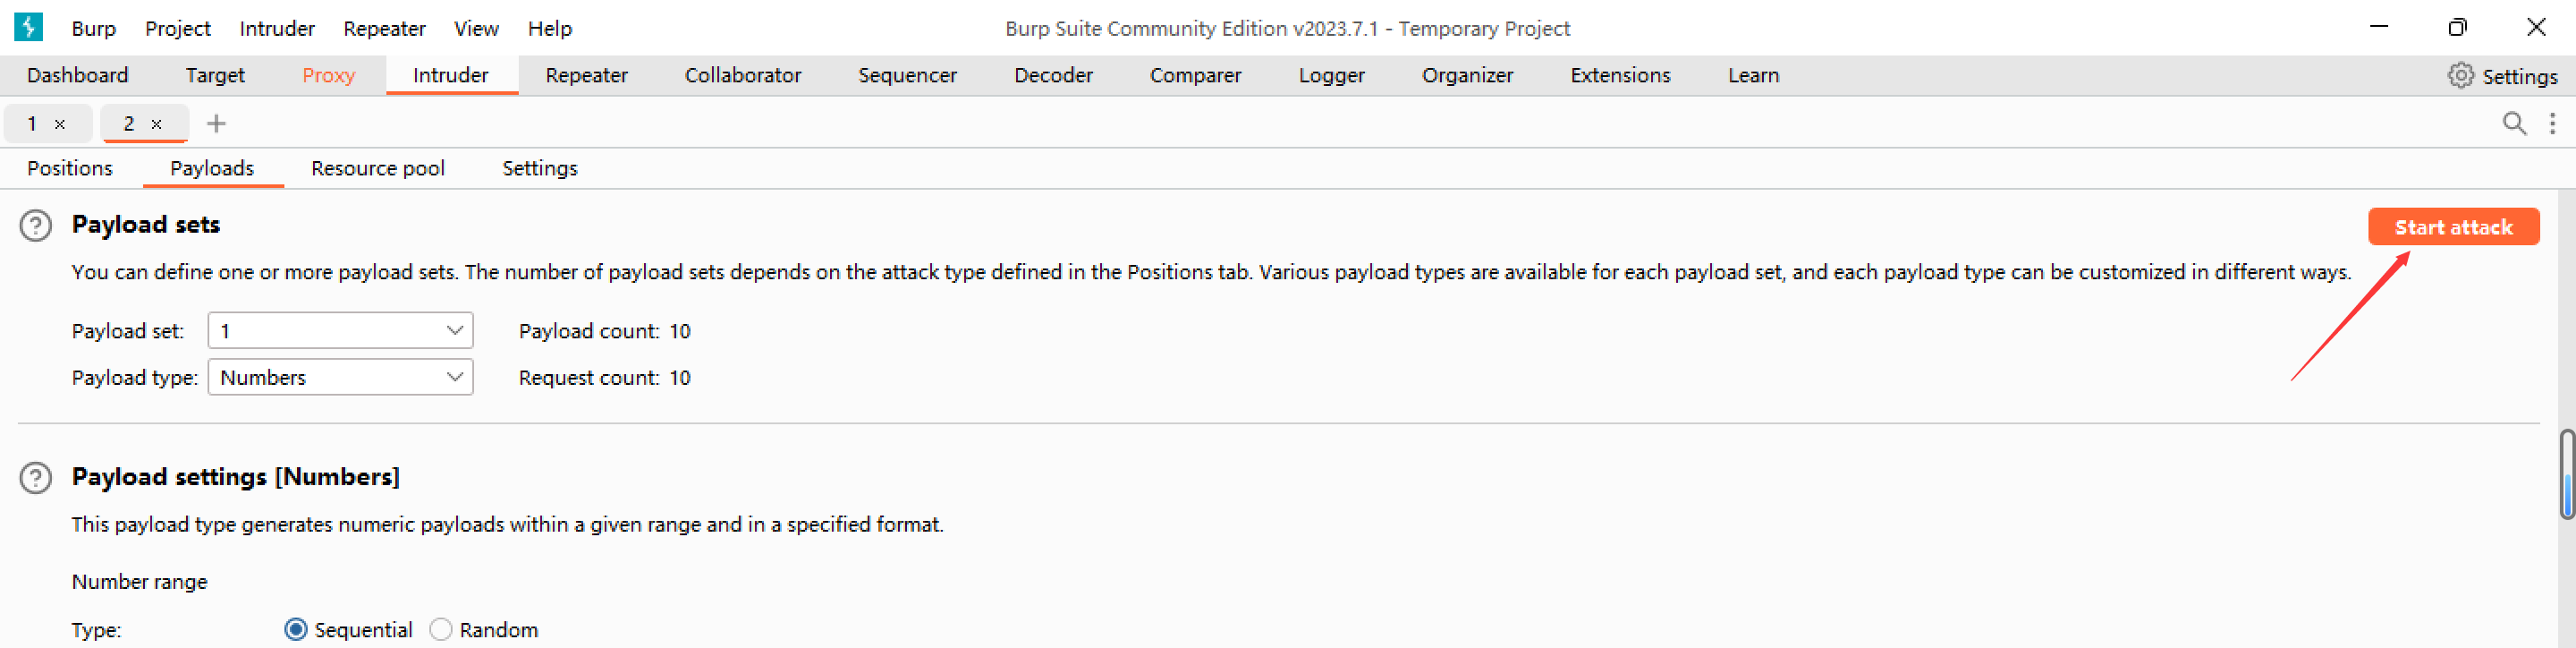 Burp Project Intruder Repeater View Help Burp Suite Community Edition v2023.7.1 - Temporary Project
Dashboard Target Proxy Intruder Repeater Collaborator Sequencer Decoder Comparer Logger Organizer Extensions Learn Settings
1 × 2 × +
Positions Payloads Resource pool Settings
? Payload sets Start attack
You can define one or more payload sets. The number of payload sets depends on the attack type defined in the Positions tab. Various payload types are available for each payload set, and each payload type can be customized in different ways.
Payload set: 1 Payload count: 10
Payload type: Numbers Request count: 10
? Payload settings [Numbers]
This payload type generates numeric payloads within a given range and in a specified format.
Number range
Type: Sequential Random